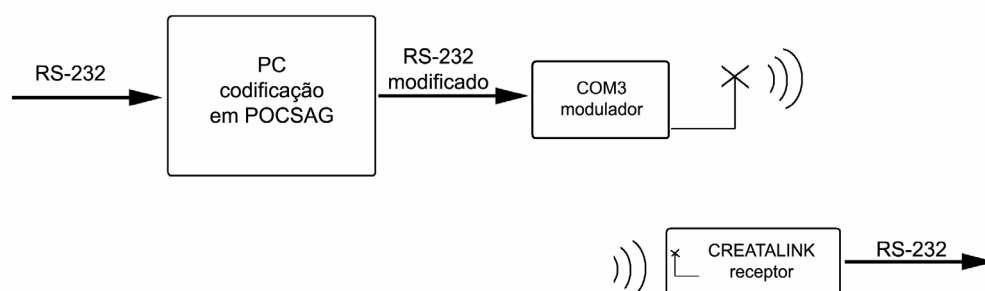 RS-232
PC
codificação
em POCSAG
RS-232
modificado
COM3
modulador
CREATALINK
receptor
RS-232